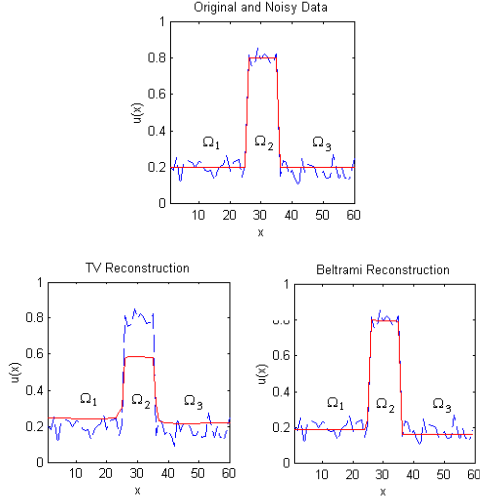 Original and Noisy Data
1
0.8
0.6
0.4
0.2
0
u(x)
Ω1
Ω2
Ω3
10 20 30 40 50 60
x
TV Reconstruction
1
0.8
0.6
0.4
0.2
0
u(x)
Ω1
Ω2
Ω3
10 20 30 40 50 60
x
Beltrami Reconstruction
1
0.6
0.4
0.2
0
u(x)
Ω1
Ω2
Ω3
10 20 30 40 50 60
x